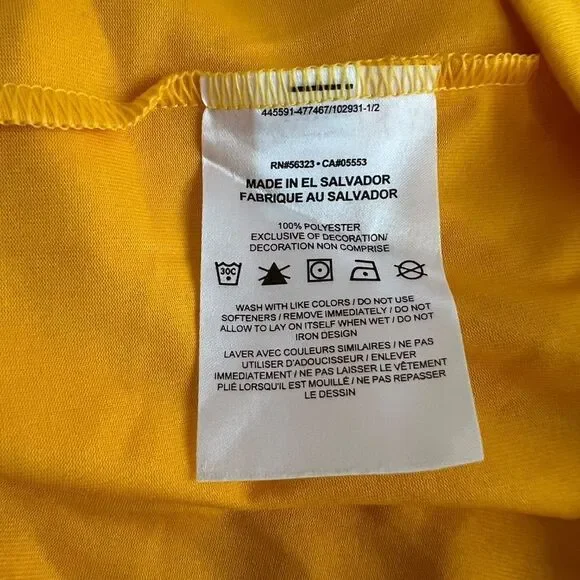 445591-477467/102931-1/2
RN#56323 • CA#05553
MADE IN EL SALVADOR
FABRIQUE AU SALVADOR
100% POLYESTER
EXCLUSIVE OF DECORATION/
DECORATION NON COMPRISE
30C
WASH WITH LIKE COLORS / DO NOT USE
SOFTENERS / REMOVE IMMEDIATELY / DO NOT
ALLOW TO LAY ON ITSELF WHEN WET / DO NOT
IRON DESIGN
LAVER AVEC COULEURS SIMILAIRES / NE PAS
UTILISER D'ADOUCISSEUR / ENLEVER
IMMEDIATEMENT / NE PAS LAISSER LE VÊTEMENT
PLIÉ LORSQU'IL EST MOUILLÉ / NE PAS REPASSER
LE DESSIN